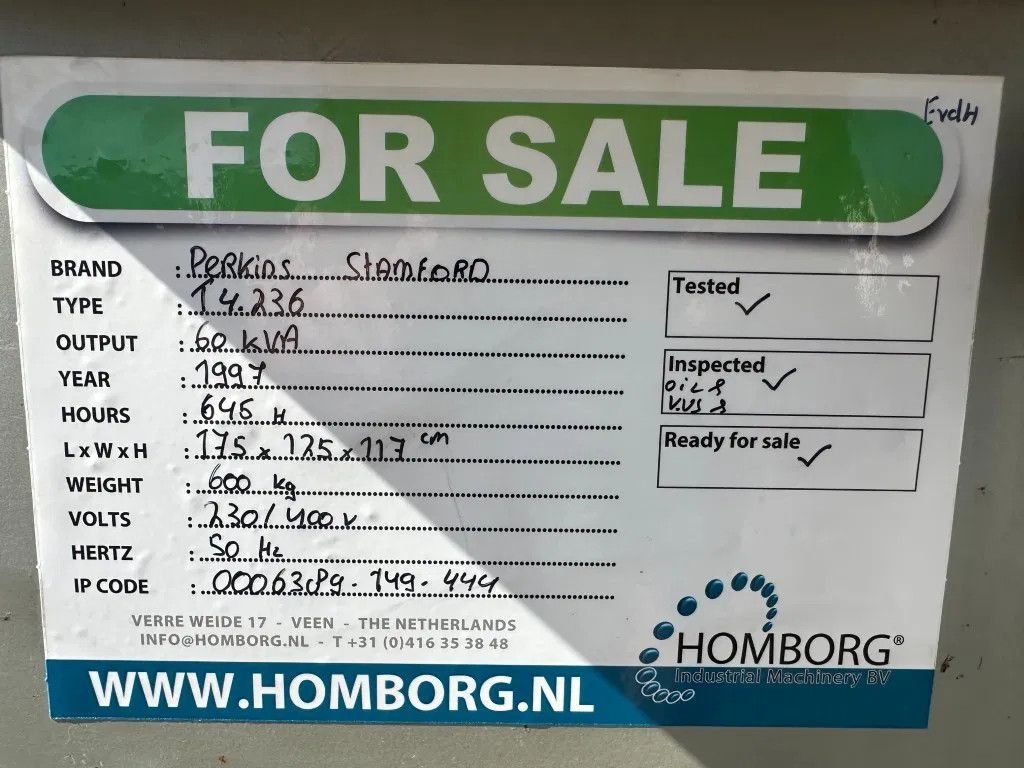 EvdH
FOR SALE
BRAND : Perkins Stamford
TYPE : T4.236
OUTPUT : 60 kVA
YEAR : 1997
HOURS : 645 H
L x W x H : 175 x 125 x 117 cm
WEIGHT : 600 kg
VOLTS : 230/400 v
HERTZ : 50 Hz
IP CODE :
Tested ✓
Inspected ✓
OiL &
Ready for sale ✓
VERRE WEIDE 17 - VEEN - THE NETHERLANDS
INFO@HOMBORG.NL - T +31 (0)416 35 38 48
HOMBORG®
Industrial Machinery BV
WWW.HOMBORG.NL